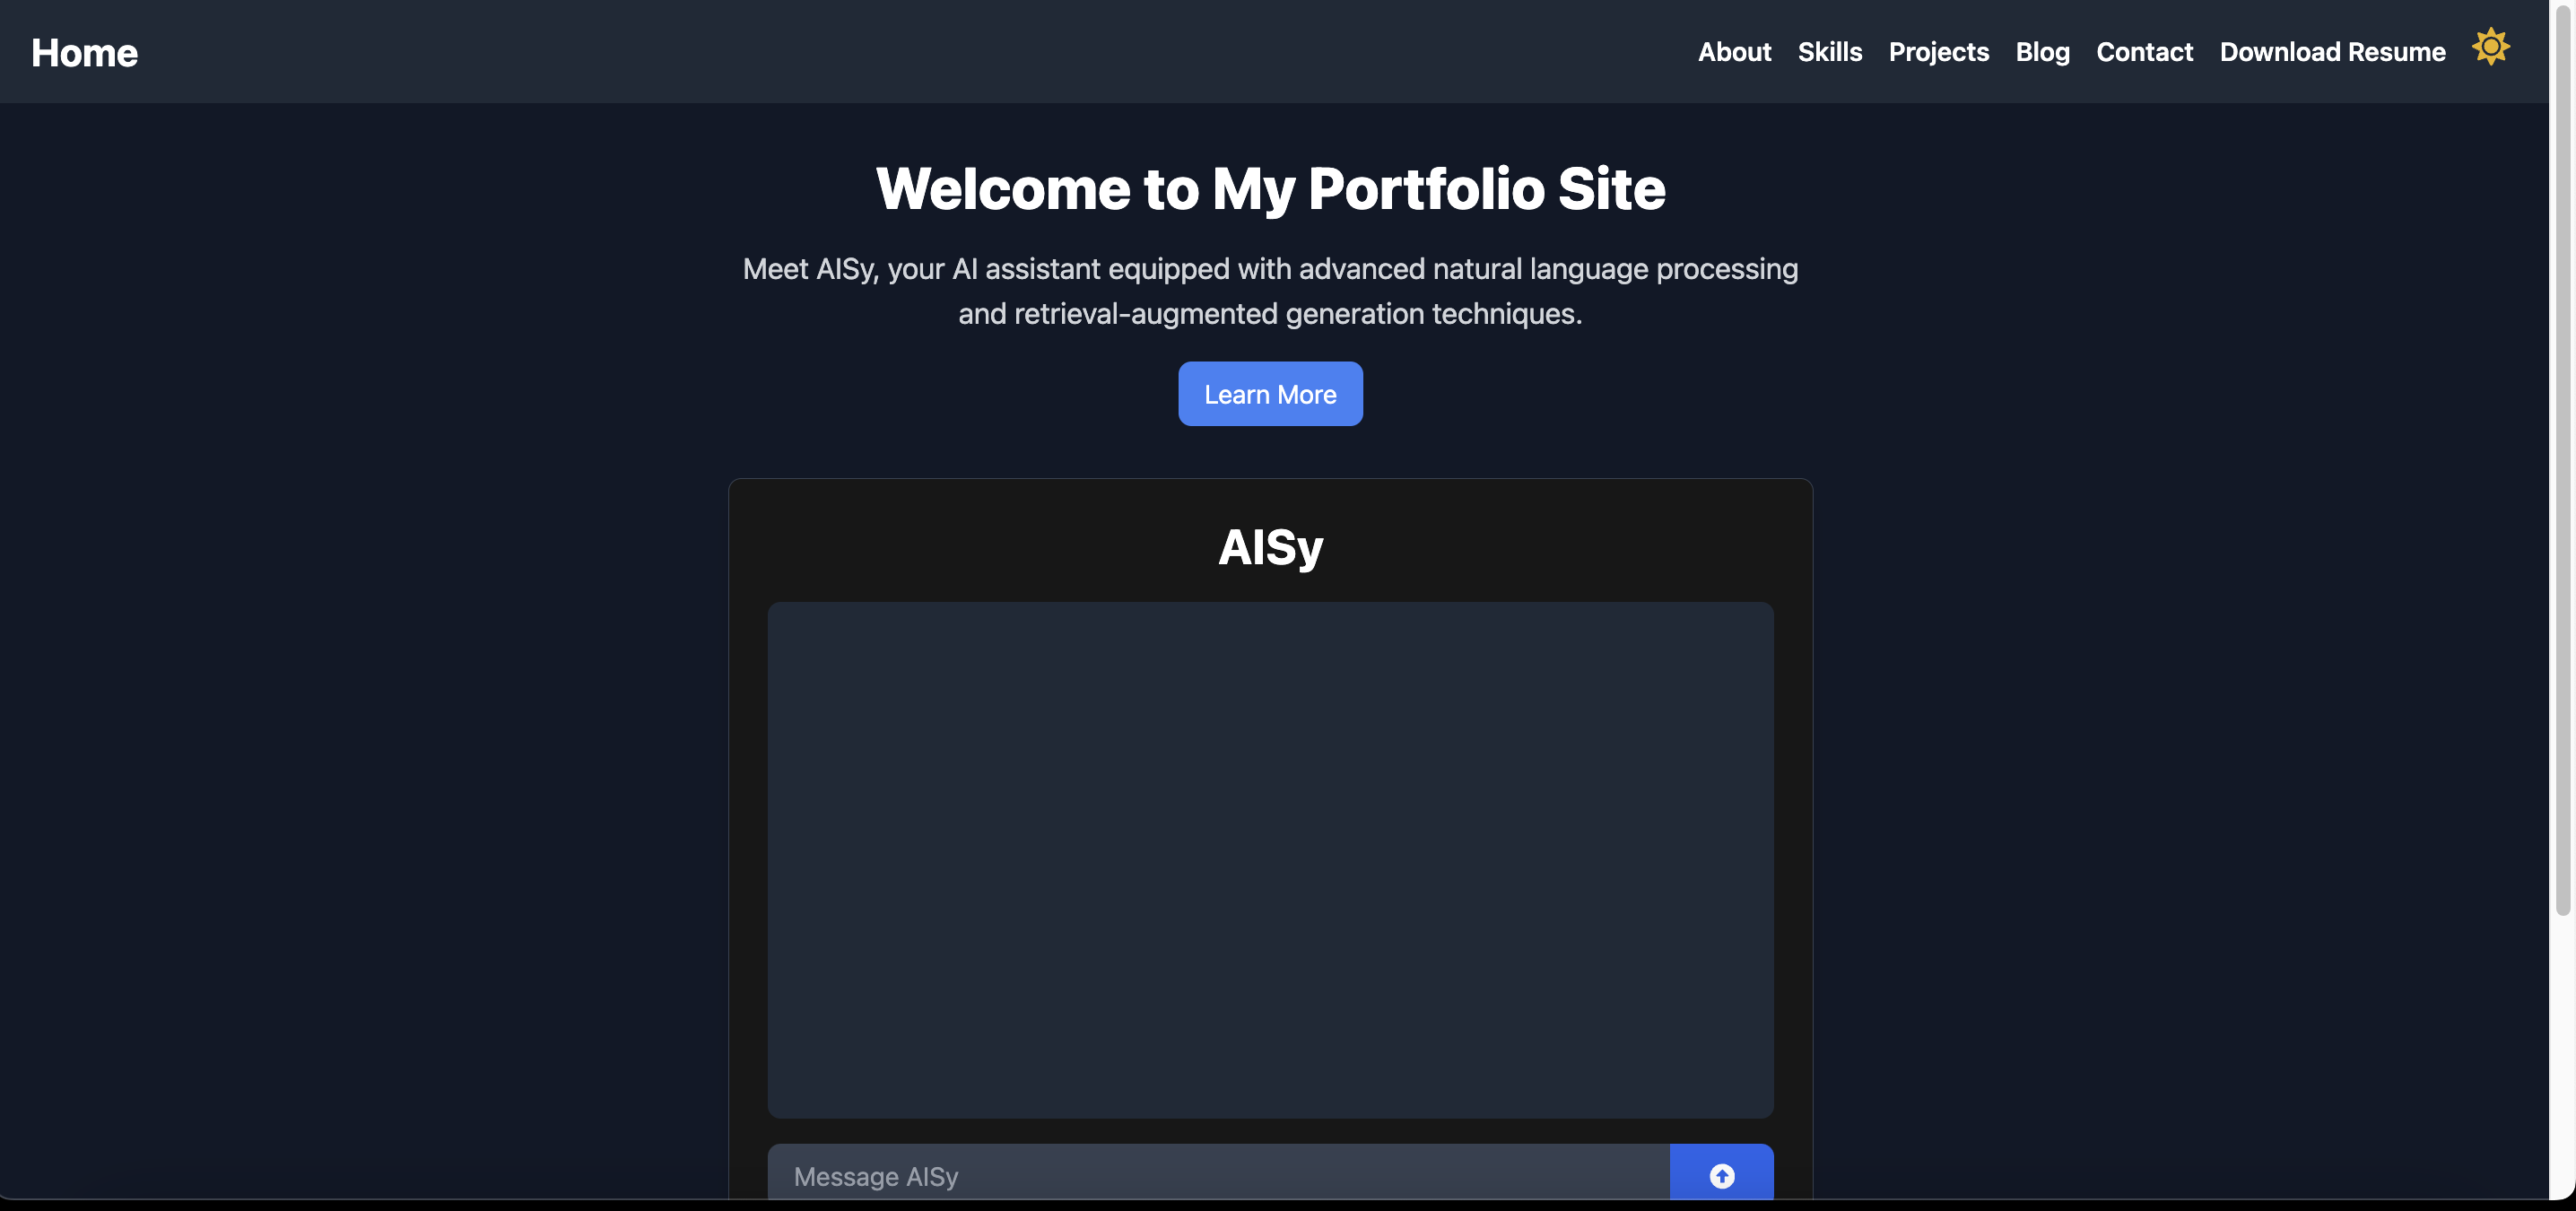 Home
About Skills Projects Blog Contact Download Resume
Welcome to My Portfolio Site
Meet AISy, your AI assistant equipped with advanced natural language processing
and retrieval-augmented generation techniques.
Learn More
AISy
Message AISy